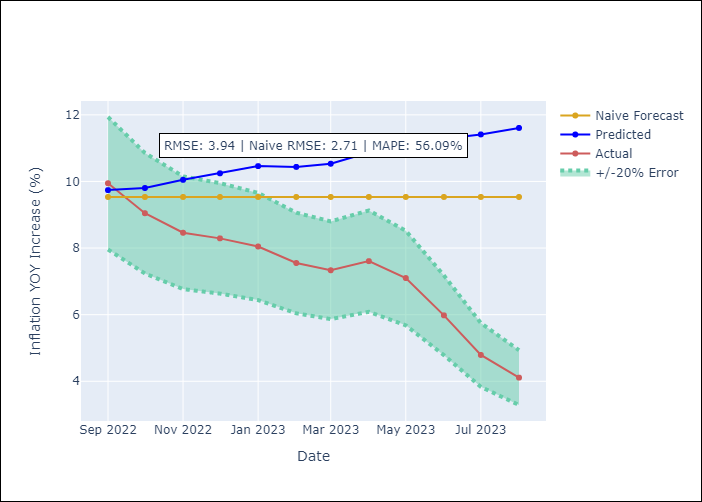 12
10
8
6
4
Inflation YOY Increase (%)
RMSE: 3.94 | Naive RMSE: 2.71 | MAPE: 56.09%
Naive Forecast
Predicted
Actual
+/-20% Error
Sep 2022 Nov 2022 Jan 2023 Mar 2023 May 2023 Jul 2023
Date